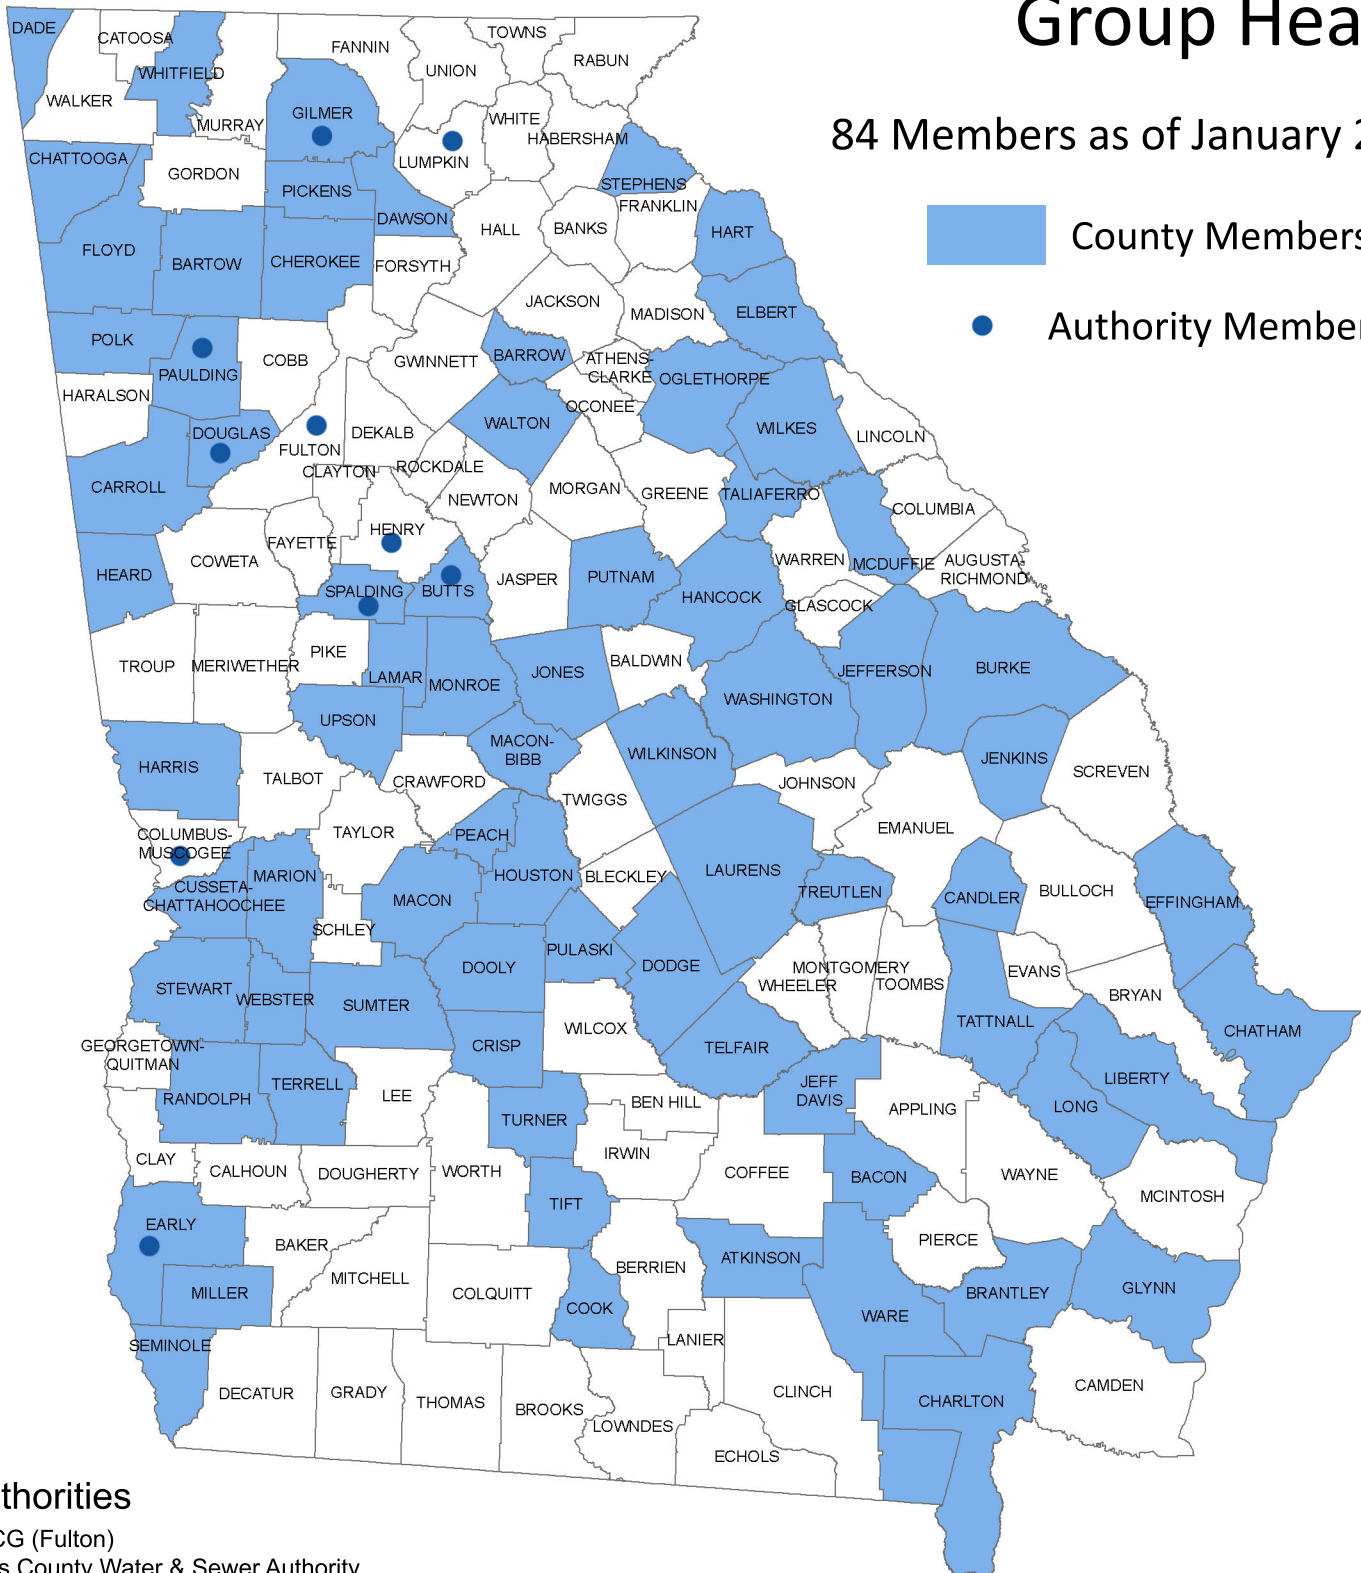 Group Hea
84 Members as of January 2
County Members
Authority Member
DADE
CATOOSA
WHITFIELD
WALKER
MURRAY
FANNIN
GILMER
UNION
TOWNS
RABUN
WHITE
HABERSHAM
LUMPKIN
STEPHENS
CHATTOOGA
GORDON
PICKENS
DAWSON
HALL
BANKS
FRANKLIN
HART
FLOYD
BARTOW
CHEROKEE
FORSYTH
JACKSON
MADISON
ELBERT
POLK
PAULDING
COBB
GWINNETT
BARROW
ATHENS-
CLARKE
OGLETHORPE
HARALSON
OCONEE
WALTON
WILKES
LINCOLN
DOUGLAS
FULTON
DEKALB
CLAYTON
ROCKDALE
CARROLL
NEWTON
MORGAN
GREENE
TALIAFERRO
COLUMBIA
HENRY
FAYETTE
COWETA
HEARD
SPALDING
BUTTS
JASPER
PUTNAM
HANCOCK
WARREN
MCDUFFIE
AUGUSTA-
RICHMOND
GLASCOCK
TROUP
MERIWETHER
PIKE
LAMAR
MONROE
JONES
BALDWIN
WASHINGTON
JEFFERSON
BURKE
UPSON
MACON-
BIBB
WILKINSON
JENKINS
SCREVEN
HARRIS
TALBOT
CRAWFORD
TWIGGS
JOHNSON
EMANUEL
COLUMBUS-
MUSCOGEE
TAYLOR
PEACH
HOUSTON
BLECKLEY
LAURENS
TREUTLEN
CANDLER
BULLOCH
EFFINGHAM
CUSSETA-
CHATTAHOOCHEE
MARION
MACON
SCHLEY
PULASKI
DODGE
DOOLY
MONTGOMERY
WHEELER
TOOMBS
EVANS
BRYAN
STEWART
WEBSTER
SUMTER
TATTNALL
CHATHAM
WILCOX
CRISP
TELFAIR
GEORGETOWN-
QUITMAN
RANDOLPH
TERRELL
LEE
TURNER
BEN HILL
JEFF
DAVIS
APPLING
LONG
LIBERTY
IRWIN
CLAY
CALHOUN
DOUGHERTY
WORTH
COFFEE
BACON
WAYNE
MCINTOSH
TIFT
EARLY
BAKER
MITCHELL
BERRIEN
ATKINSON
PIERCE
MILLER
COLQUITT
COOK
WARE
BRANTLEY
GLYNN
SEMINOLE
LANIER
DECATUR
GRADY
THOMAS
BROOKS
LOWNDES
CLINCH
CHARLTON
CAMDEN
ECHOLS
thorities
CG (Fulton)
s County Water & Sewer Authority